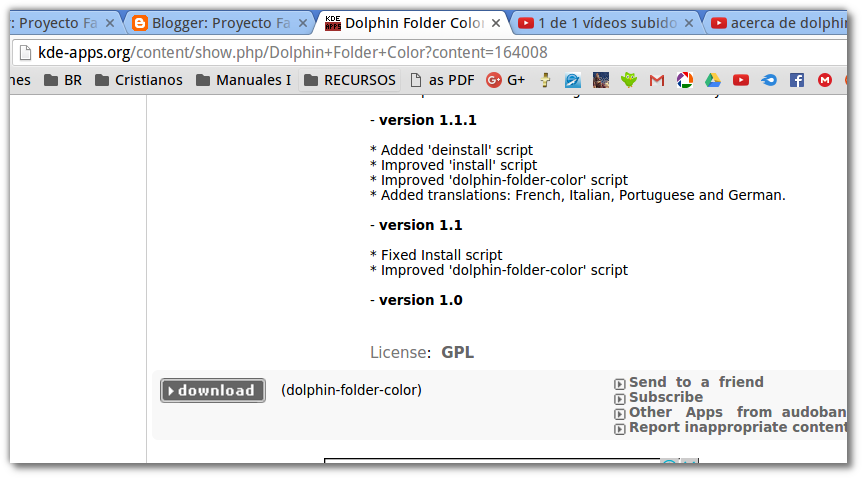 : Proyecto Fa
Blogger: Proyecto Fa
KDE APPS Dolphin Folder Colo
1 de 1 vídeos subido
acerca de dolphin
kde-apps.org/content/show.php/Dolphin+Folder+Color?content=164008
nes
BR
Cristianos
Manuales I
RECURSOS
as PDF
G+
- version 1.1.1
* Added 'deinstall' script
* Improved 'install' script
* Improved 'dolphin-folder-color' script
* Added translations: French, Italian, Portuguese and German.
- version 1.1
* Fixed Install script
* Improved 'dolphin-folder-color' script
- version 1.0
License: GPL
download (dolphin-folder-color)
Send to a friend
Subscribe
Other Apps from audoban
Report inappropriate content